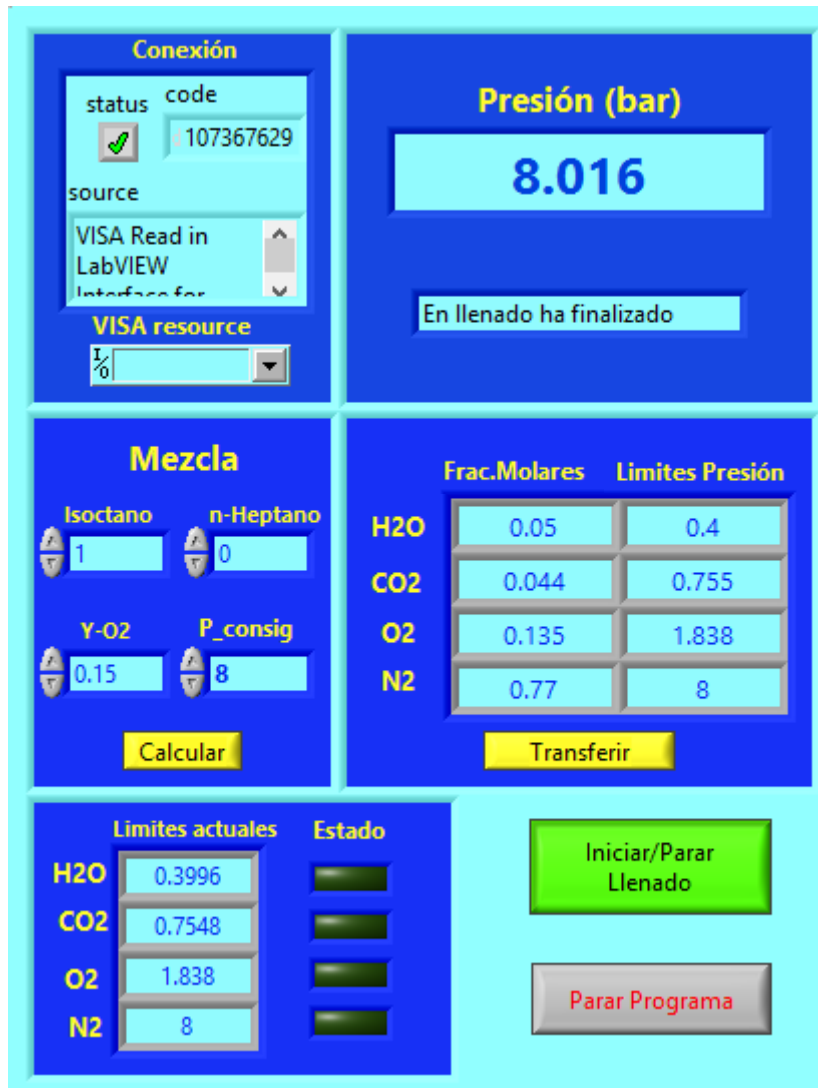 Conexión
status code
107367629
source
VISA Read in
LabVIEW
Interface for
VISA resource
I/O
Presión (bar)
8.016
En llenado ha finalizado
Mezcla
Isoctano n-Heptano
1 0
Y-O2 P_consig
0.15 8
Calcular
Frac.Molares Limites Presión
H2O 0.05 0.4
CO2 0.044 0.755
O2 0.135 1.838
N2 0.77 8
Transferir
Limites actuales Estado
H2O 0.3996
CO2 0.7548
O2 1.838
N2 8
Iniciar/Parar
Llenado
Parar Programa